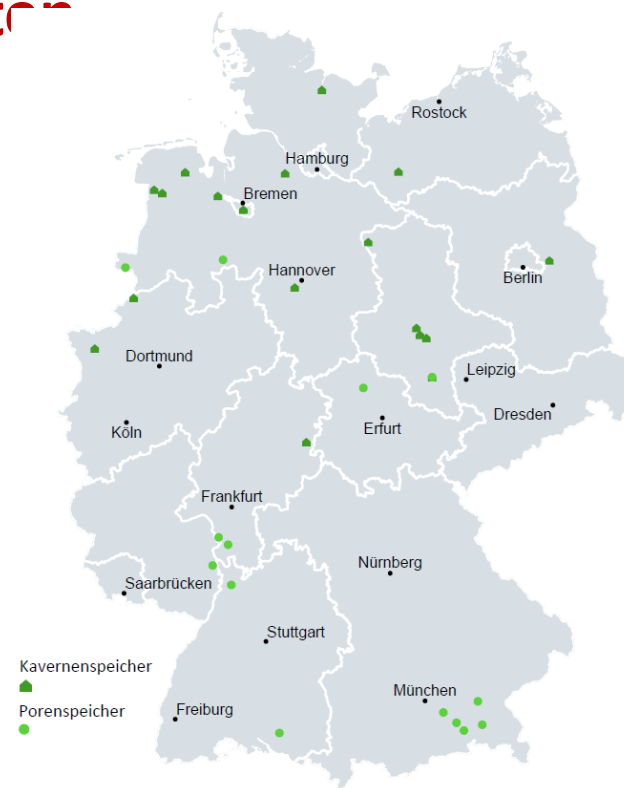 Rostock
Hamburg
Bremen
Hannover
Berlin
Dortmund
Leipzig
Köln
Erfurt
Dresden
Frankfurt
Nürnberg
Saarbrücken
Stuttgart
Kavernenspeicher
München
Porenspeicher
Freiburg